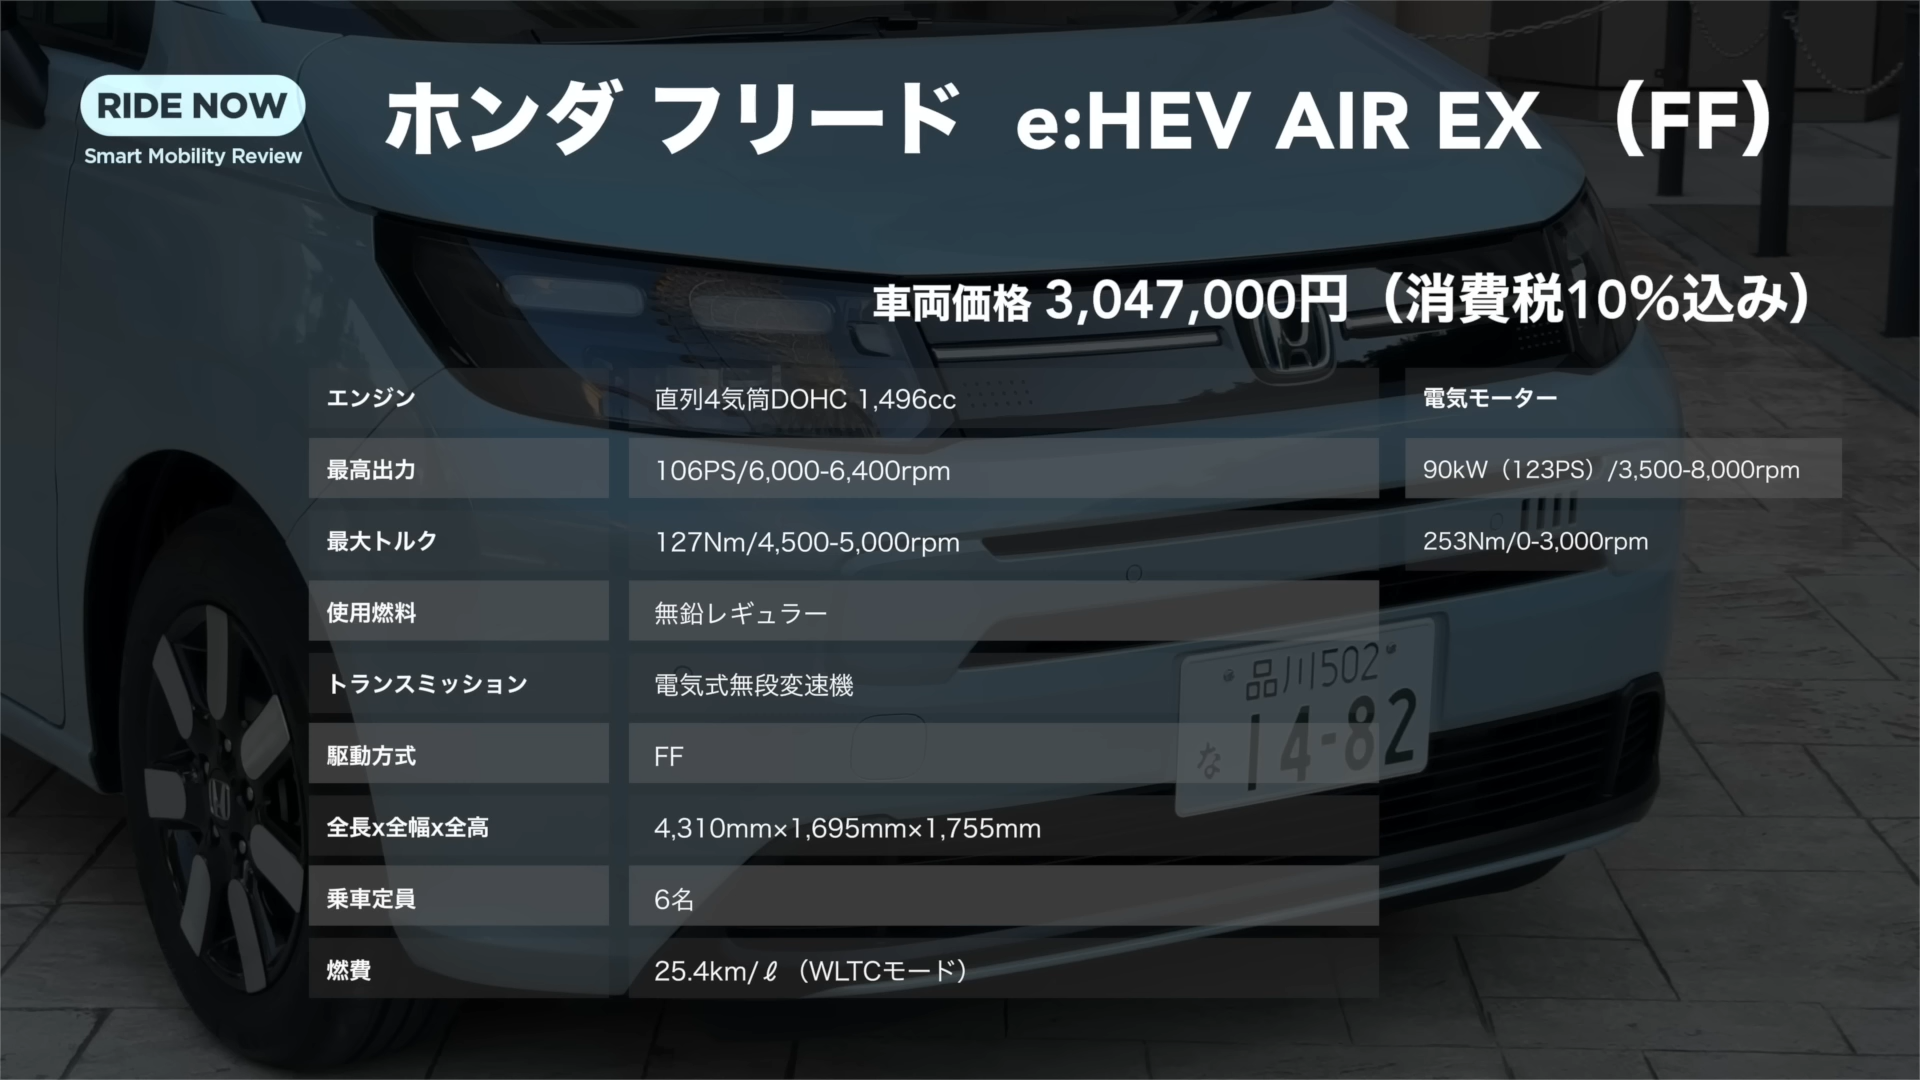 RIDE NOW
Smart Mobility Review
ホンダ フリード e:HEV AIR EX （FF）
車両価格 3,047,000円（消費税10%込み）
エンジン 直列4気筒DOHC 1,496cc 電気モーター
最高出力 106PS/6,000-6,400rpm 90kW（123PS）/3,500-8,000rpm
最大トルク 127Nm/4,500-5,000rpm 253Nm/0-3,000rpm
使用燃料 無鉛レギュラー
トランスミッション 電気式無段変速機
駆動方式 FF
全長x全幅x全高 4,310mm×1,695mm×1,755mm
乗車定員 6名
燃費 25.4km/ℓ （WLTCモード）
品川502
な 14-82